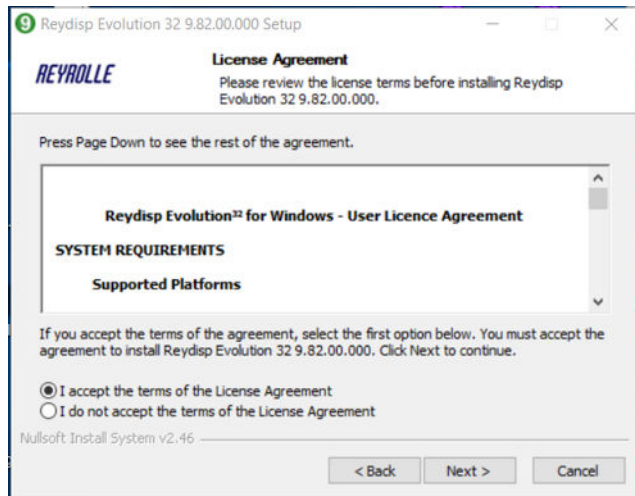 Reydisp Evolution 32 9.82.00.000 Setup
REYROLLE
License Agreement
Please review the license terms before installing Reydisp
Evolution 32 9.82.00.000.
Press Page Down to see the rest of the agreement.
Reydisp Evolution³² for Windows - User Licence Agreement
SYSTEM REQUIREMENTS
Supported Platforms
If you accept the terms of the agreement, select the first option below. You must accept the
agreement to install Reydisp Evolution 32 9.82.00.000. Click Next to continue.
I accept the terms of the License Agreement
I do not accept the terms of the License Agreement
Nullsoft Install System v2.46
< Back Next > Cancel